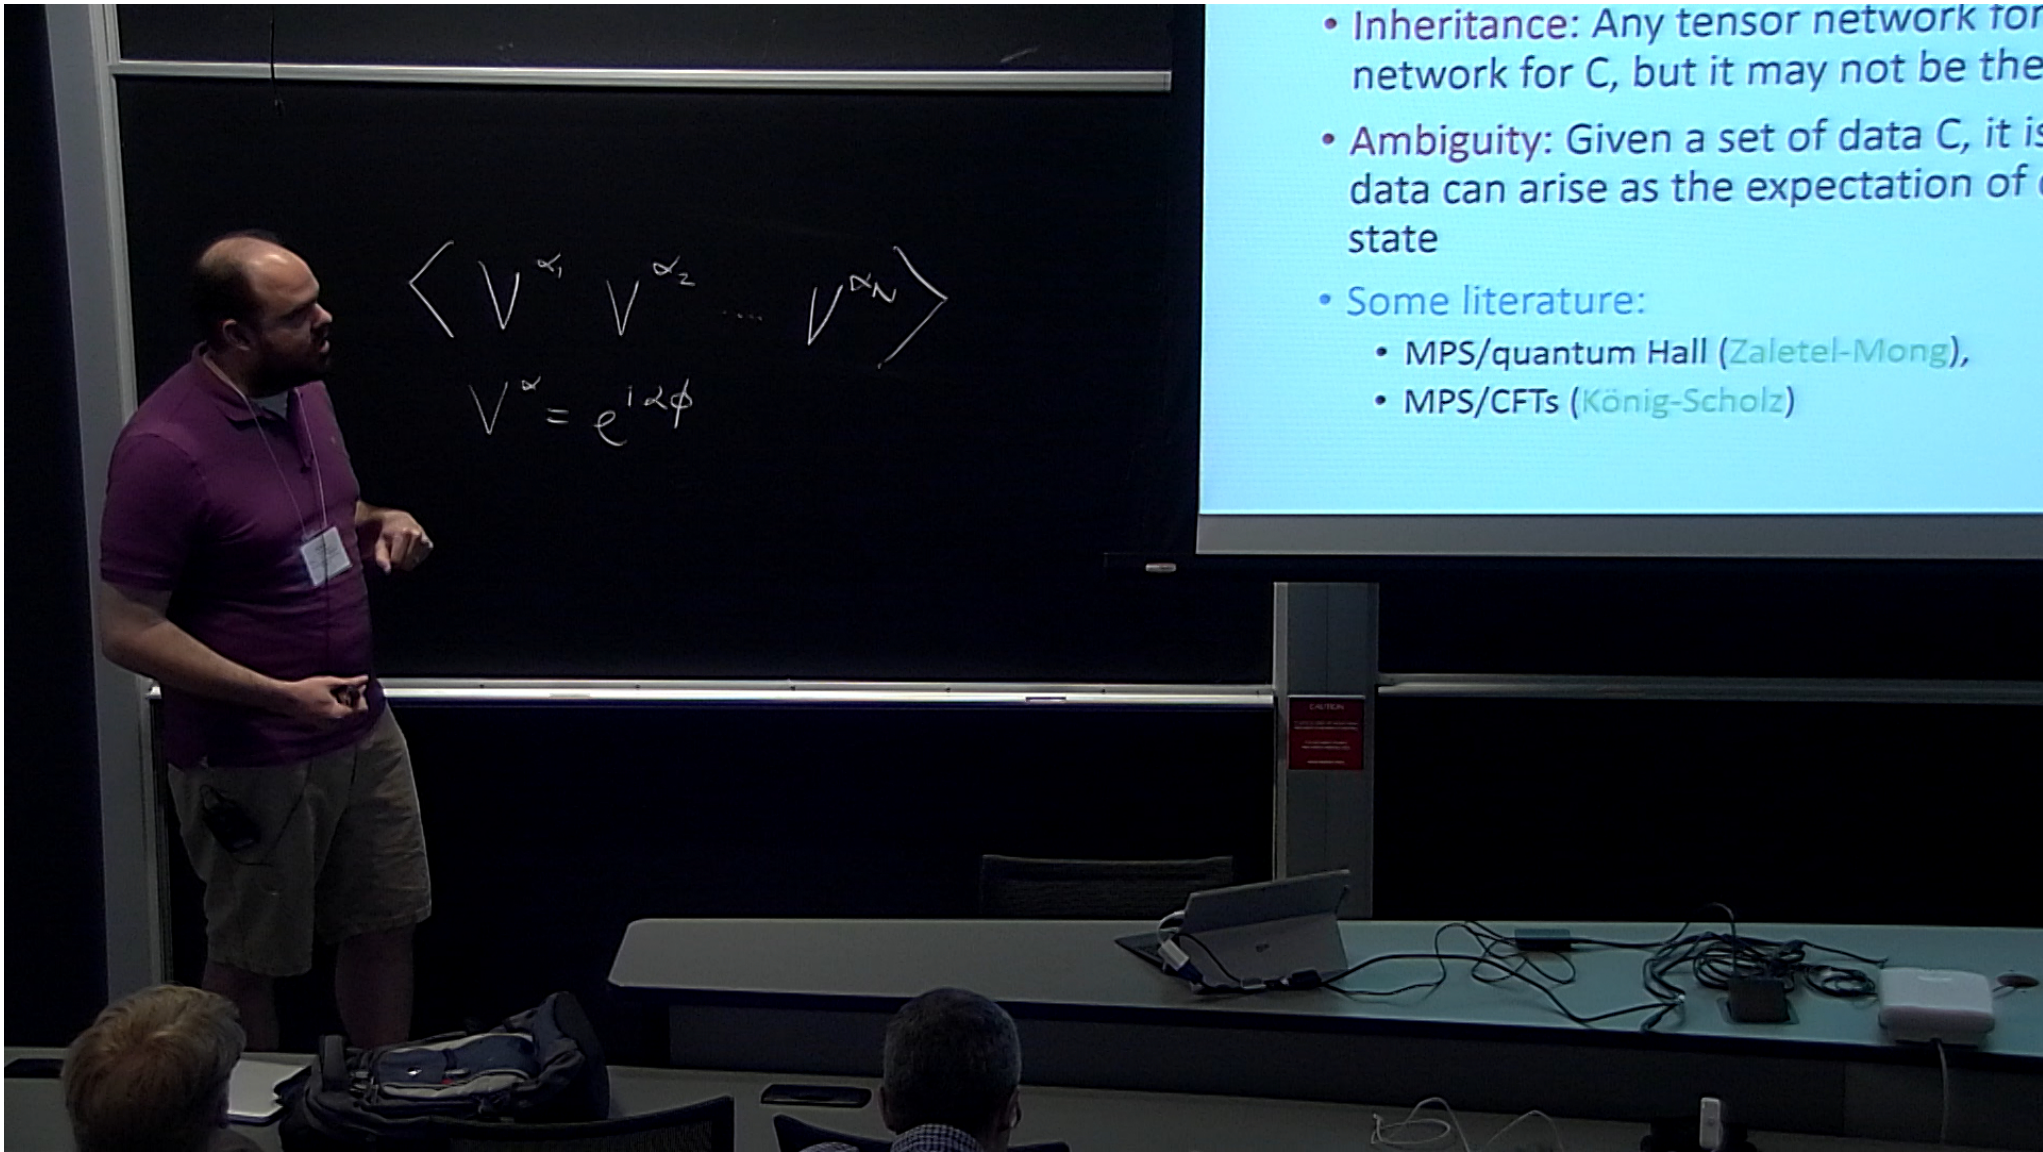 ⟨ V^α₁ V^α₂ .... V^α_N ⟩
V^α = e^{iαϕ}
• Inheritance: Any tensor network for
network for C, but it may not be the
• Ambiguity: Given a set of data C, it is
data can arise as the expectation of
state
• Some literature:
• MPS/quantum Hall (Zaletel-Mong),
• MPS/CFTs (König-Scholz)
CAUTION